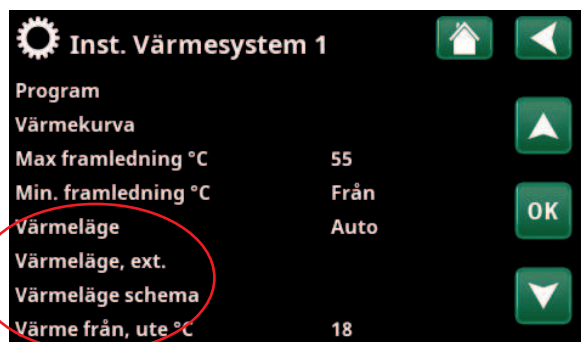 Inst. Värmesystem 1
Program
Värmekurva
Max framledning °C 55
Min. framledning °C Från
Värmeläge Auto
OK
Värmeläge, ext.
Värmeläge schema
Värme från, ute °C 18